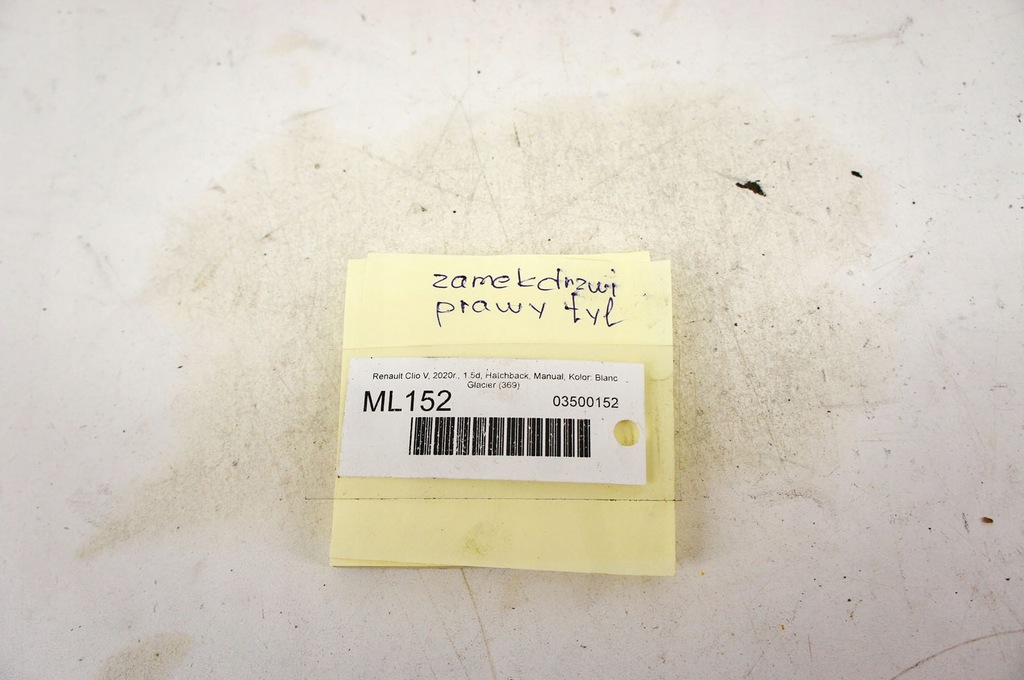 zamek drzwi
prawy tył
Renault Clio V, 2020r., 1.5d, Hatchback, Manual, Kolor: Blanc
Glacier (369)
ML152 03500152